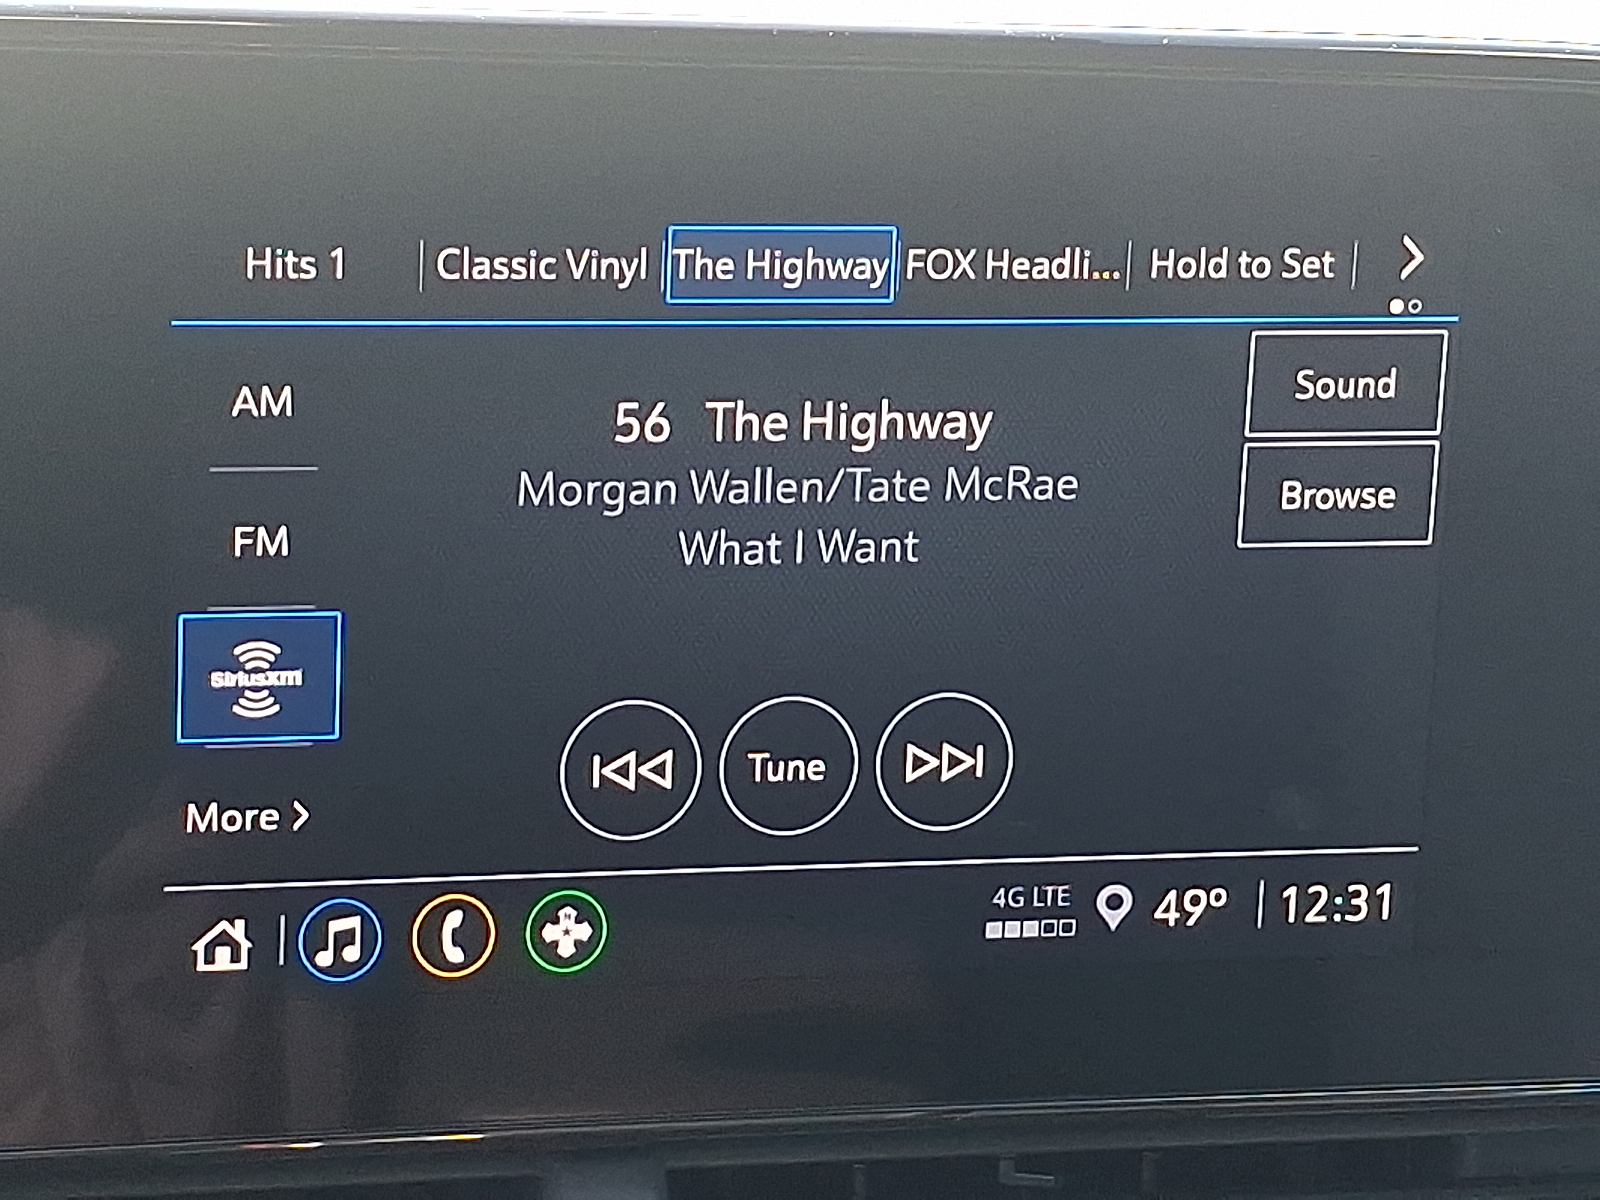 Hits 1 | Classic Vinyl | The Highway | FOX Headli... | Hold to Set |
Sound
AM
56 The Highway
Morgan Wallen/Tate McRae
Browse
FM
What I Want
SiriusXm
Tune
More >
4G LTE 49° | 12:31